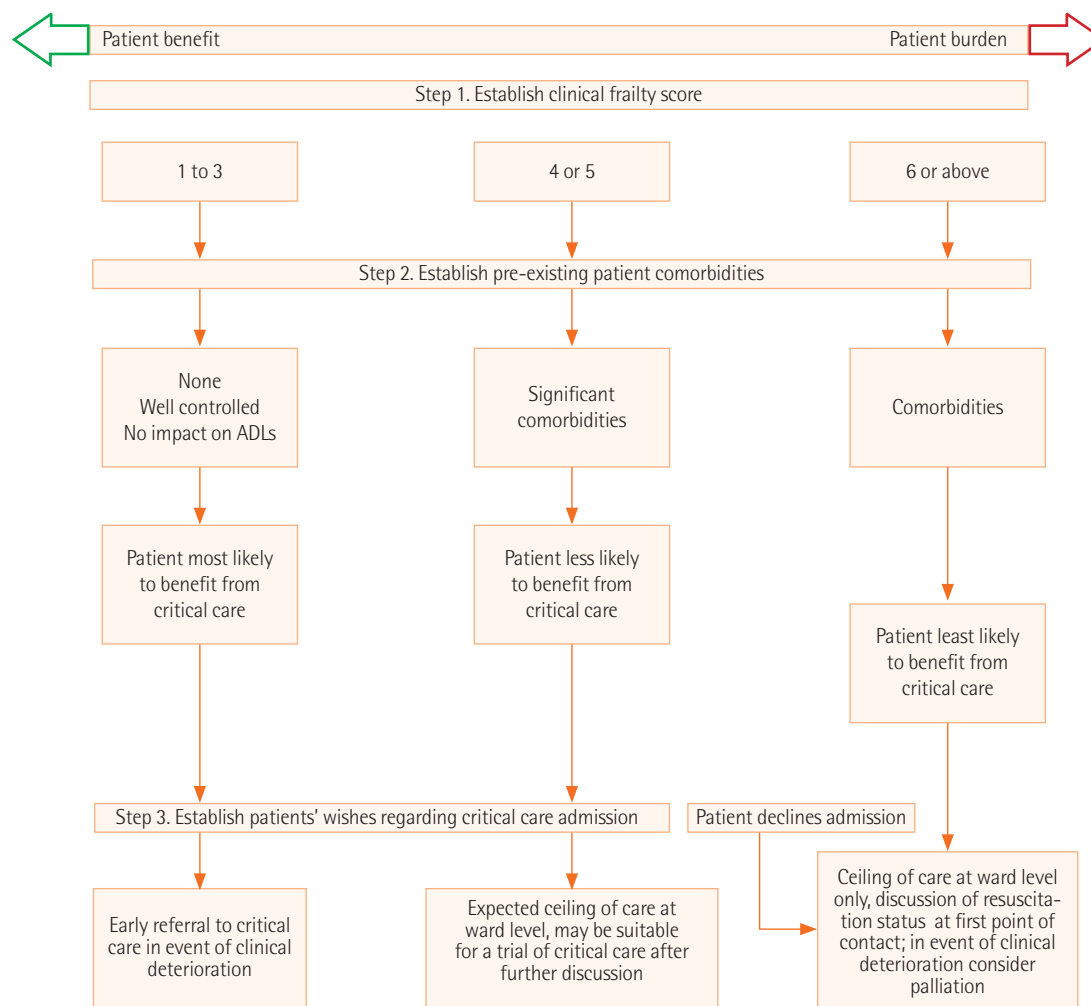 Patient benefit
Patient burden
Step 1. Establish clinical frailty score
1 to 3
4 or 5
6 or above
Step 2. Establish pre-existing patient comorbidities
None
Well controlled
No impact on ADLs
Significant
comorbidities
Comorbidities
Patient most likely
to benefit from
critical care
Patient less likely
to benefit from
critical care
Patient least likely
to benefit from
critical care
Step 3. Establish patients' wishes regarding critical care admission
Patient declines admission
Early referral to critical
care in event of clinical
deterioration
Expected ceiling of care at
ward level, may be suitable
for a trial of critical care after
further discussion
Ceiling of care at ward level
only, discussion of resuscita-
tion status at first point of
contact; in event of clinical
deterioration consider
palliation